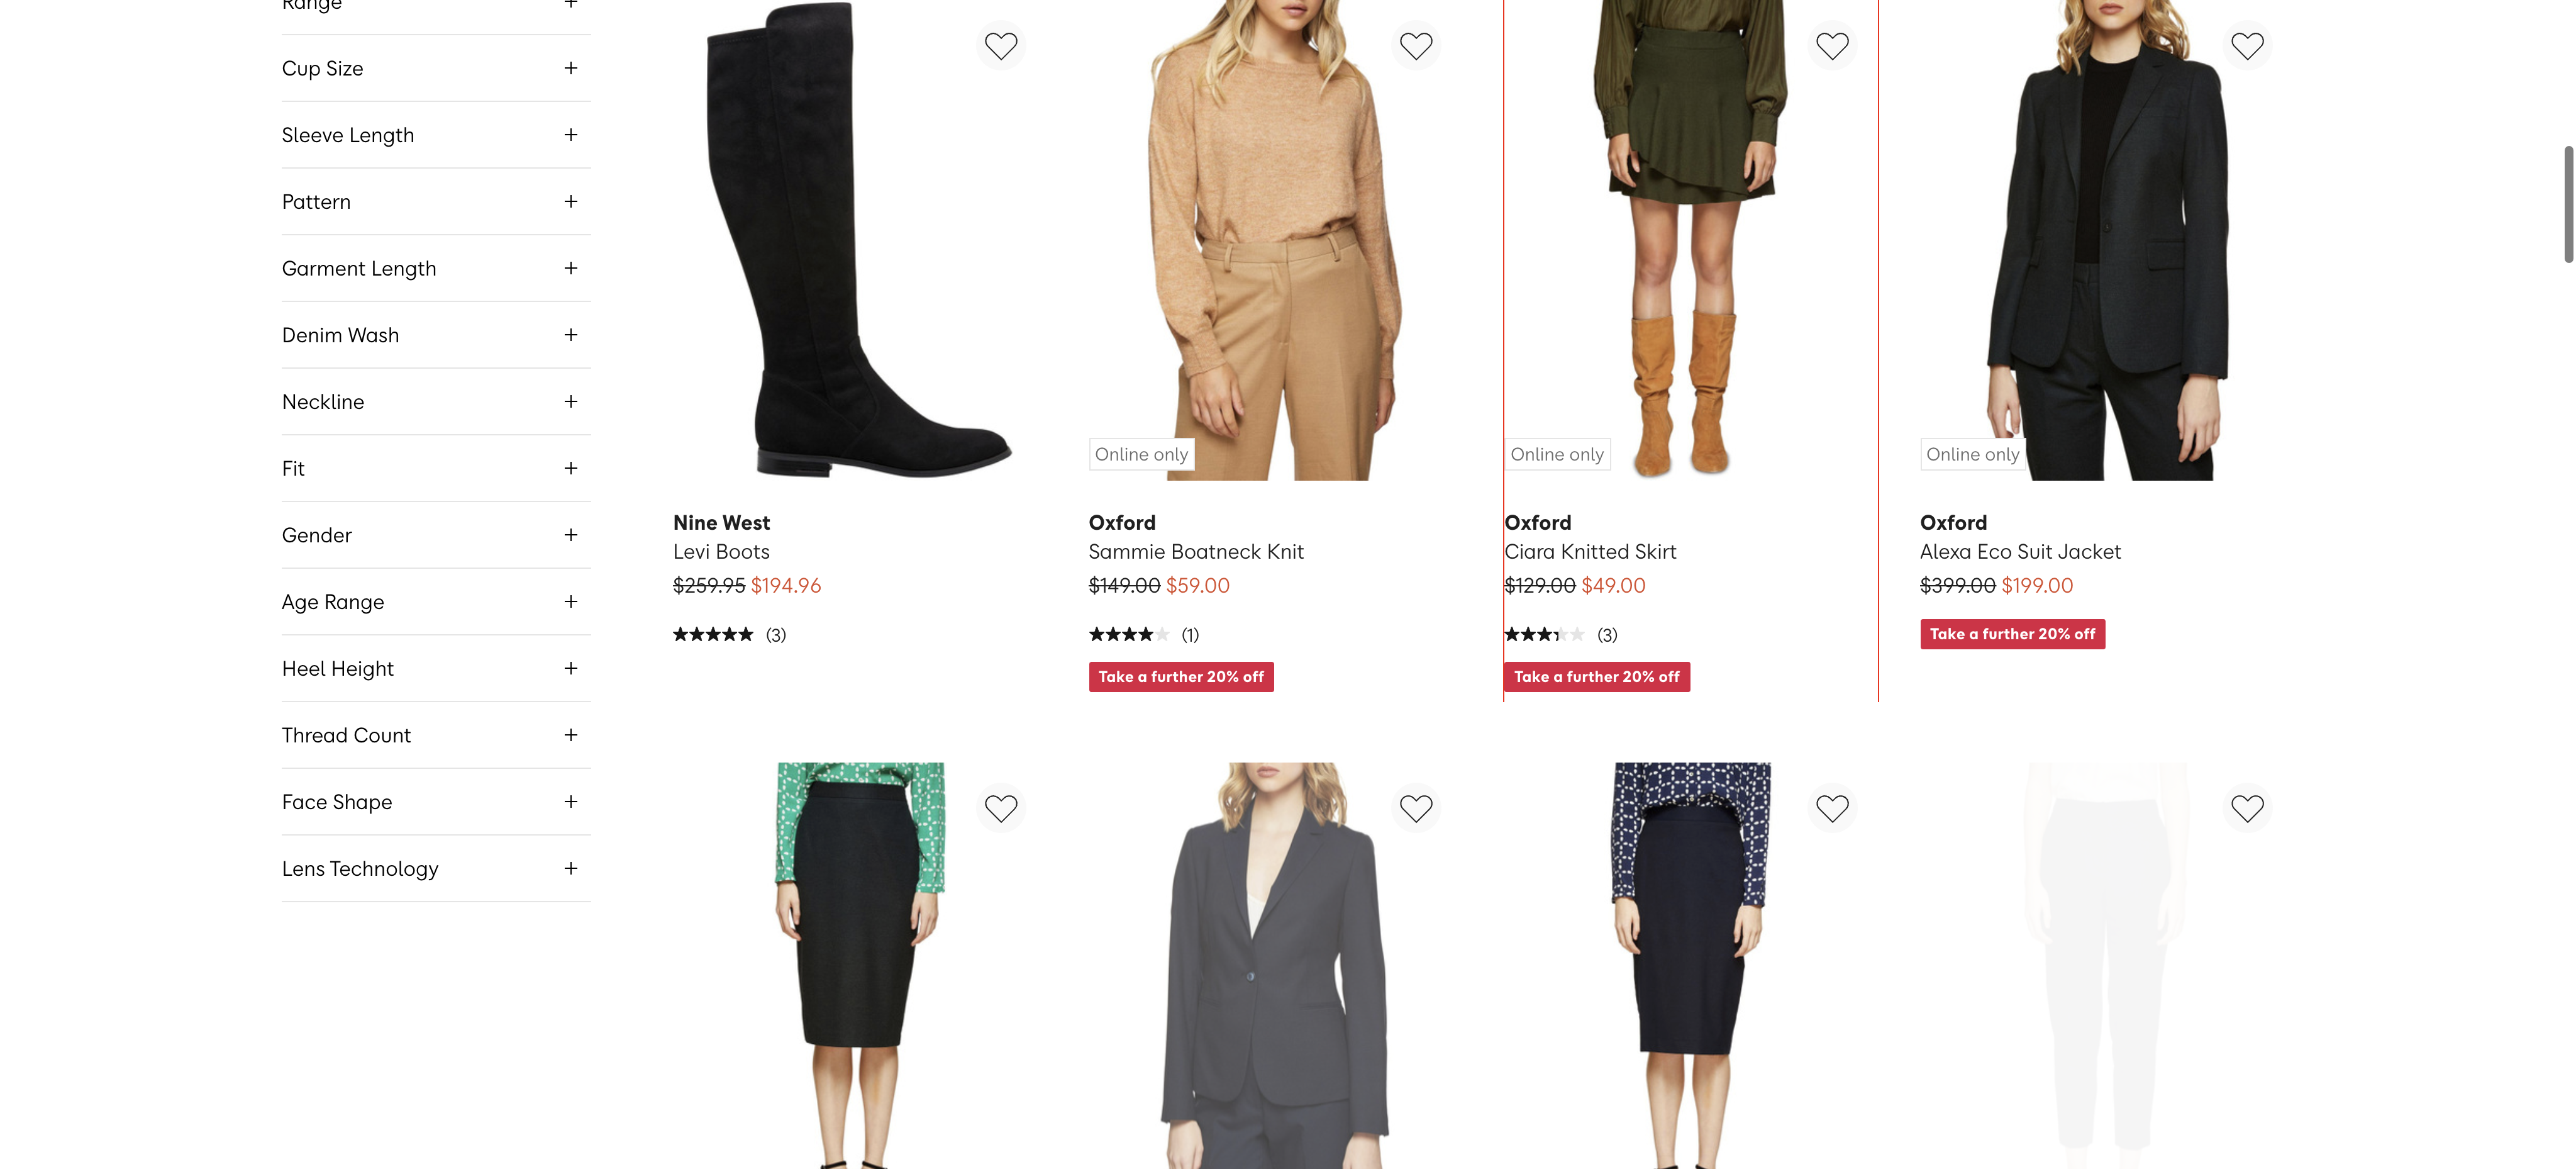 Range +
Cup Size +
Sleeve Length +
Pattern +
Garment Length +
Denim Wash +
Neckline +
Fit +
Gender +
Age Range +
Heel Height +
Thread Count +
Face Shape +
Lens Technology +
Nine West
Levi Boots
$259.95 $194.96
(3)
Online only
Oxford
Sammie Boatneck Knit
$149.00 $59.00
(1)
Take a further 20% off
Online only
Oxford
Ciara Knitted Skirt
$129.00 $49.00
(3)
Take a further 20% off
Online only
Oxford
Alexa Eco Suit Jacket
$399.00 $199.00
Take a further 20% off